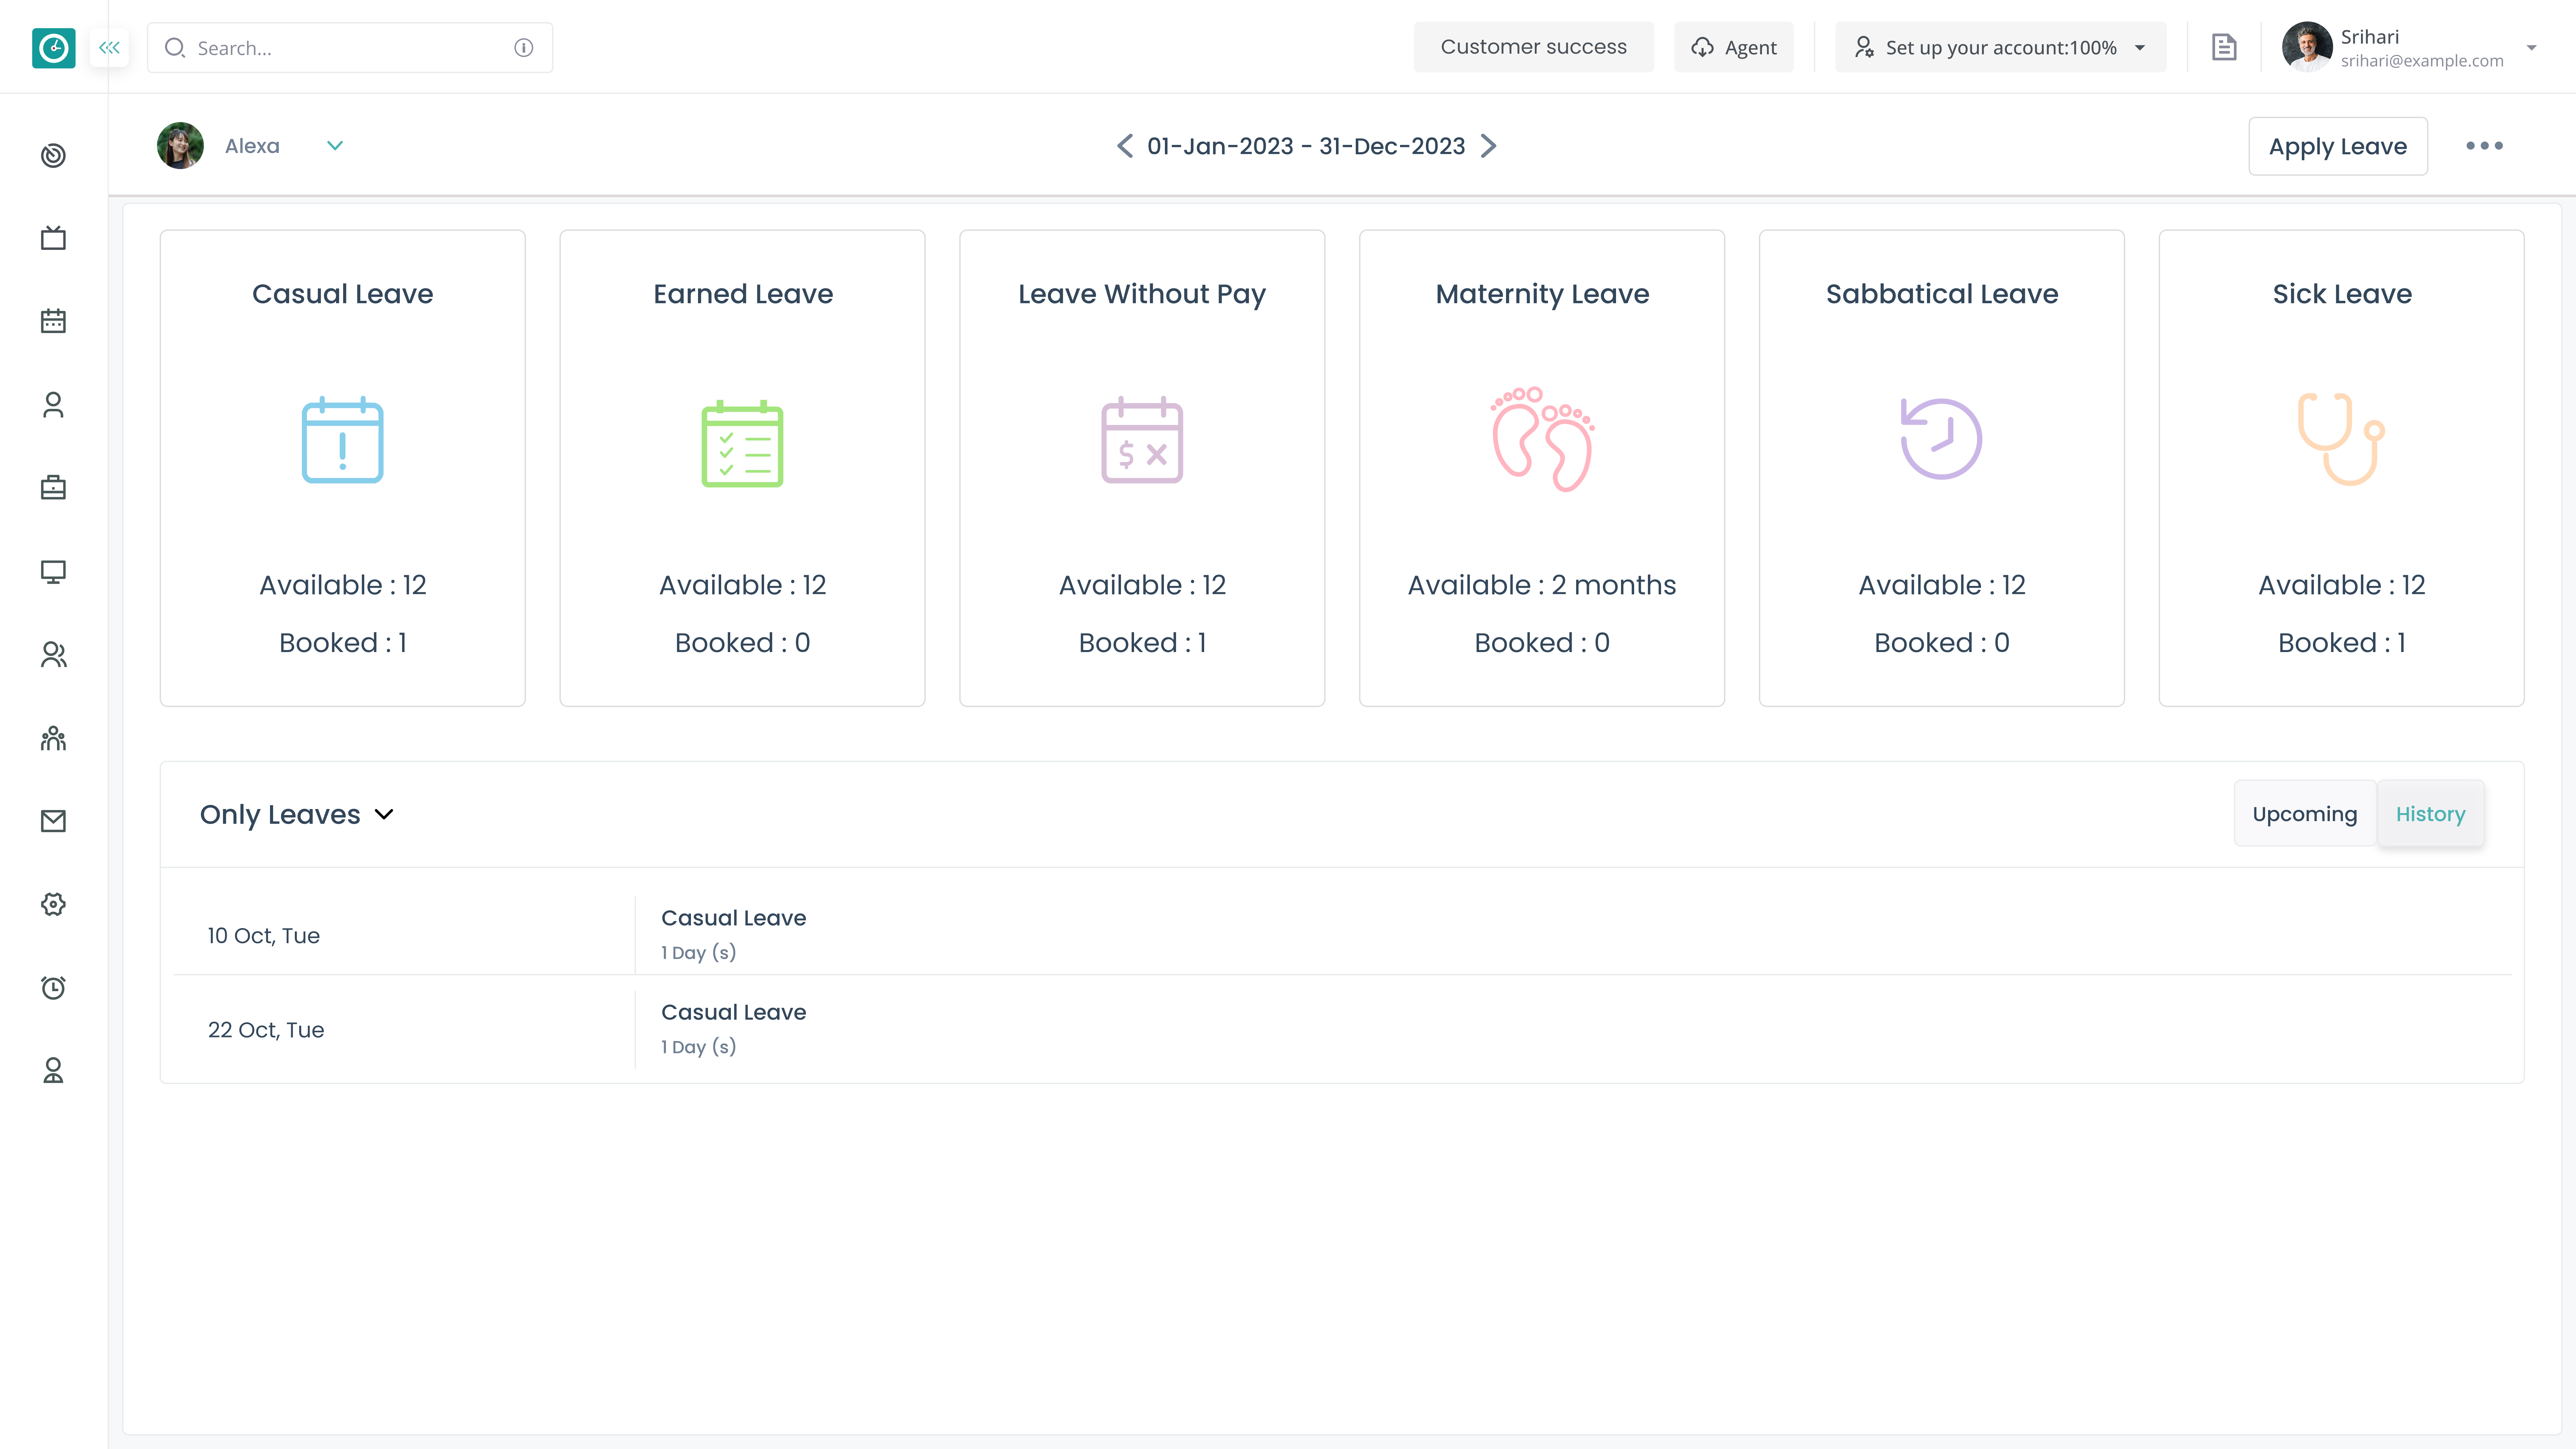 Search...
Customer success
Agent
Set up your account:100%
Srihari
srihari@example.com
Alexa
01-Jan-2023 - 31-Dec-2023
Apply Leave
Casual Leave
Available : 12
Booked : 1
Earned Leave
Available : 12
Booked : 0
Leave Without Pay
$
Available : 12
Booked : 1
Maternity Leave
Available : 2 months
Booked : 0
Sabbatical Leave
Available : 12
Booked : 0
Sick Leave
Available : 12
Booked : 1
Only Leaves
Upcoming
History
10 Oct, Tue
Casual Leave
1 Day (s)
22 Oct, Tue
Casual Leave
1 Day (s)